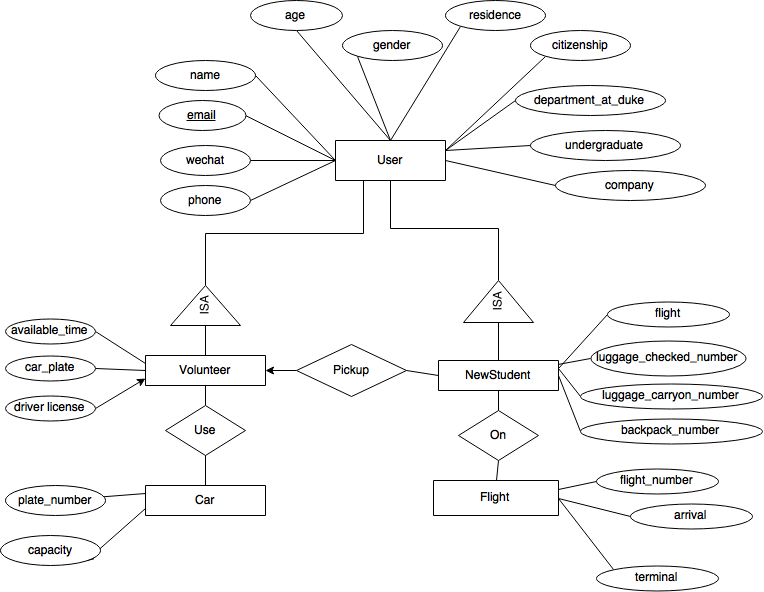 age
residence
gender
citizenship
name
department_at_duke
email
undergraduate
wechat
User
company
phone
ISA
ISA
flight
available_time
luggage_checked_number
car_plate
Volunteer
Pickup
NewStudent
luggage_carryon_number
driver license
Use
On
backpack_number
flight_number
plate_number
Car
Flight
arrival
capacity
terminal